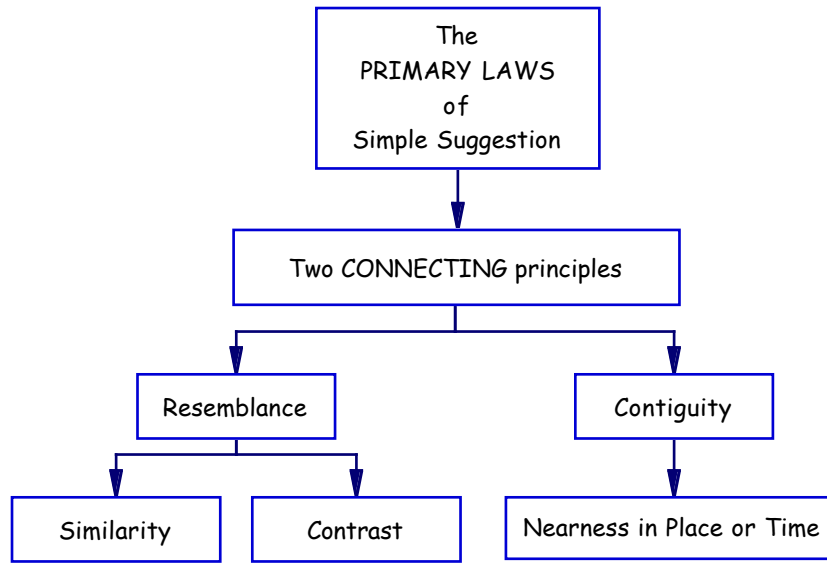 The
PRIMARY LAWS
of
Simple Suggestion
Two CONNECTING principles
Resemblance
Contiguity
Similarity
Contrast
Nearness in Place or Time